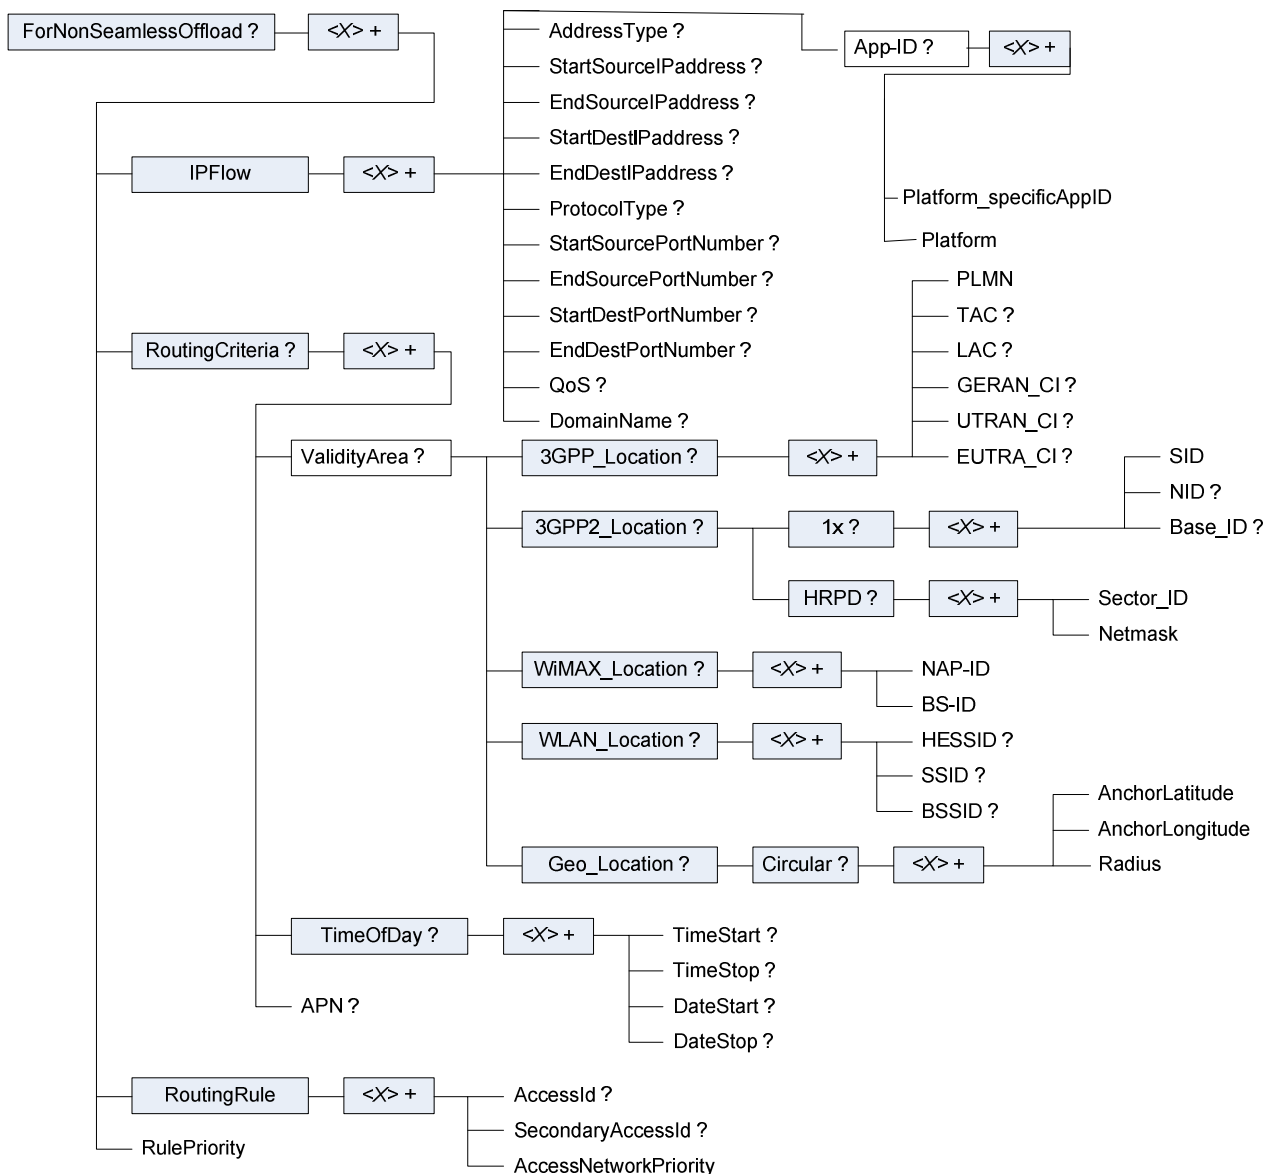 ForNonSeamlessOffload ?
<X> +
AddressType ?
App-ID ?
<X> +
StartSourceIPaddress ?
EndSourceIPaddress ?
StartDestIPaddress ?
IPFlow
<X> +
EndDestIPaddress ?
Platform_specificAppID
ProtocolType ?
Platform
StartSourcePortNumber ?
EndSourcePortNumber ?
PLMN
StartDestPortNumber ?
TAC ?
RoutingCriteria ?
<X> +
EndDestPortNumber ?
LAC ?
QoS ?
GERAN_CI ?
DomainName ?
UTRAN_CI ?
ValidityArea ?
3GPP_Location ?
<X> +
EUTRA_CI ?
SID
NID ?
3GPP2_Location ?
1x ?
<X> +
Base_ID ?
HRPD ?
<X> +
Sector_ID
Netmask
WiMAX_Location ?
<X> +
NAP-ID
BS-ID
WLAN_Location ?
<X> +
HESSID ?
SSID ?
BSSID ?
AnchorLatitude
AnchorLongitude
Geo_Location ?
Circular ?
<X> +
Radius
TimeOfDay ?
<X> +
TimeStart ?
TimeStop ?
APN ?
DateStart ?
DateStop ?
RoutingRule
<X> +
AccessId ?
SecondaryAccessId ?
RulePriority
AccessNetworkPriority